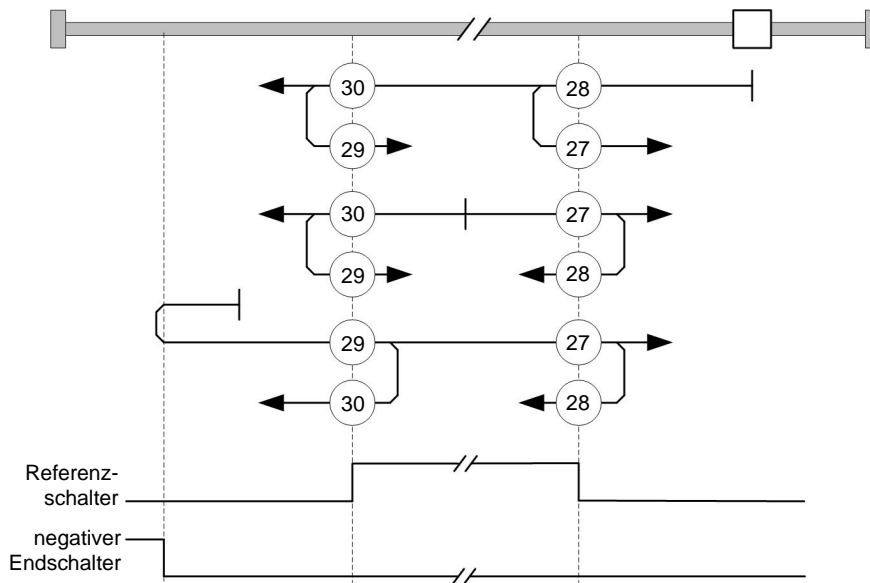 30 28
29 27
30 27
29 28
29 27
30 28
Referenz-
schalter
negativer
Endschalter